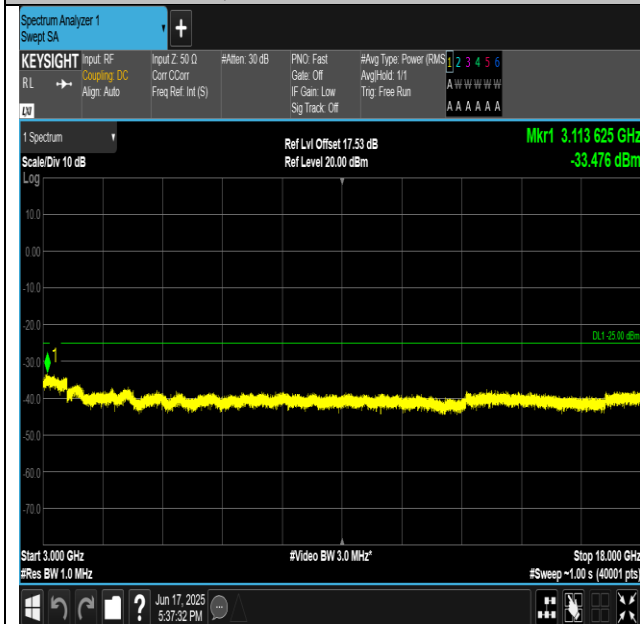 Spectrum Analyzer 1
Swept SA
+
KEYSIGHT
RL
LXI
Input: RF
Coupling: DC
Align: Auto
Input Z: 50 Ω
Corr CCorr
Freq Ref: Int (S)
#Atten: 30 dB
PNO: Fast
Gate: Off
IF Gain: Low
Sig Track: Off
#Avg Type: Power (RMS
Avg|Hold: 1/1
Trig: Free Run
1 2 3 4 5 6
A W W W W W
A A A A A A
1 Spectrum
Scale/Div 10 dB
Ref Lvl Offset 17.53 dB
Ref Level 20.00 dBm
Mkr1 3.113 625 GHz
-33.476 dBm
Log
10.0
0.00
-10.0
-20.0
DL1 -25.00 dBm
1
-30.0
-40.0
-50.0
-60.0
-70.0
Start 3.000 GHz
#Video BW 3.0 MHz*
Stop 18.000 GHz
#Res BW 1.0 MHz
#Sweep ~1.00 s (40001 pts)
?
Jun 17, 2025
5:37:32 PM